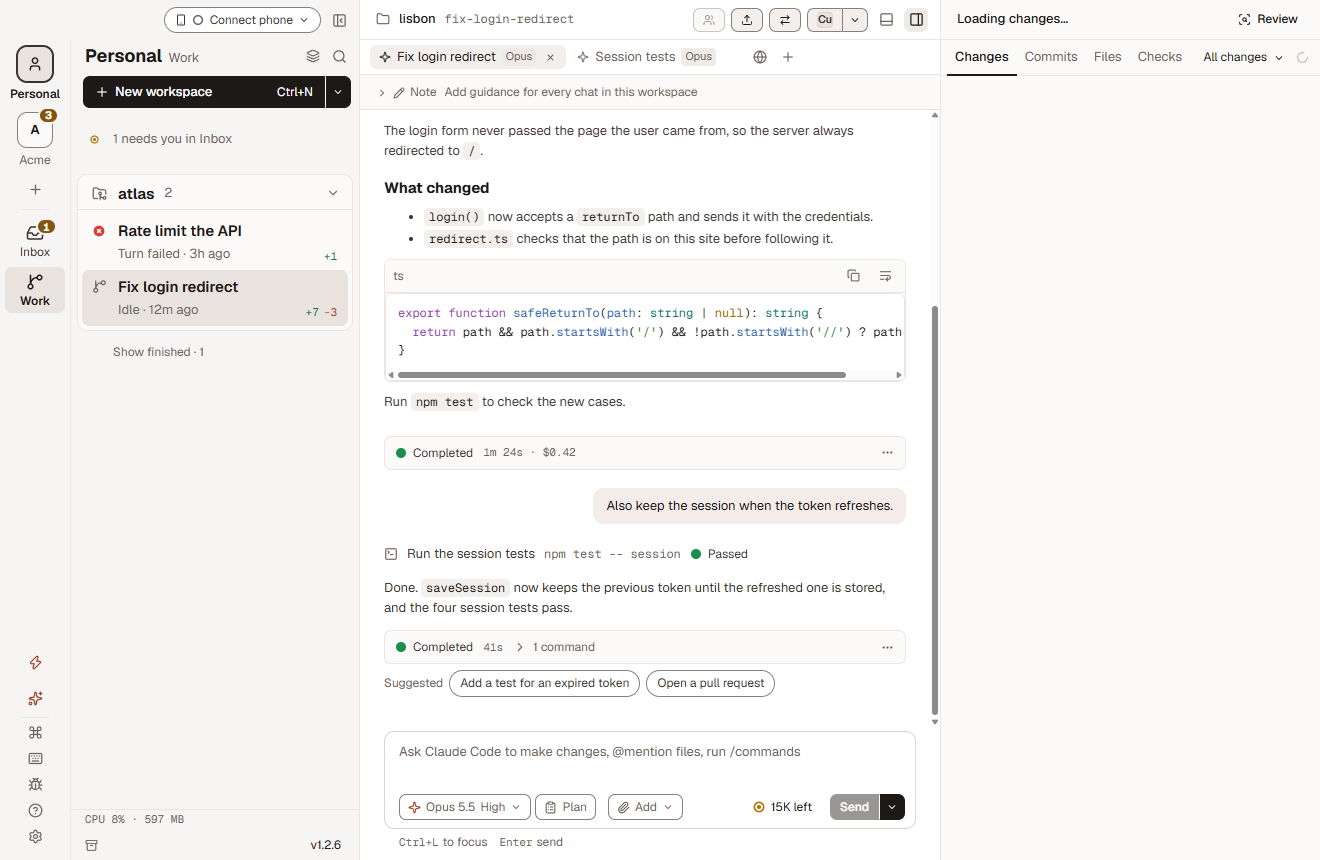 Connect phone
Personal
Acme
3
A
Inbox
1
Work
Personal Work
New workspace Ctrl+N
1 needs you in Inbox
atlas 2
Rate limit the API
Turn failed · 3h ago +1
Fix login redirect
Idle · 12m ago +7 -3
Show finished · 1
CPU 8% · 597 MB
v1.2.6
lisbon fix-login-redirect
Cu
Fix login redirect Opus ×
Session tests Opus
Note Add guidance for every chat in this workspace
The login form never passed the page the user came from, so the server always
redirected to / .
What changed
• login() now accepts a returnTo path and sends it with the credentials.
• redirect.ts checks that the path is on this site before following it.
ts
export function safeReturnTo(path: string | null): string {
return path && path.startsWith('/') && !path.startsWith('//') ? path
}
Run npm test to check the new cases.
Completed 1m 24s · $0.42
Also keep the session when the token refreshes.
Run the session tests npm test -- session Passed
Done. saveSession now keeps the previous token until the refreshed one is stored,
and the four session tests pass.
Completed 41s 1 command
Suggested Add a test for an expired token Open a pull request
Ask Claude Code to make changes, @mention files, run /commands
Opus 5.5 High Plan Add 15K left Send
Ctrl+L to focus Enter send
Loading changes… Review
Changes Commits Files Checks All changes